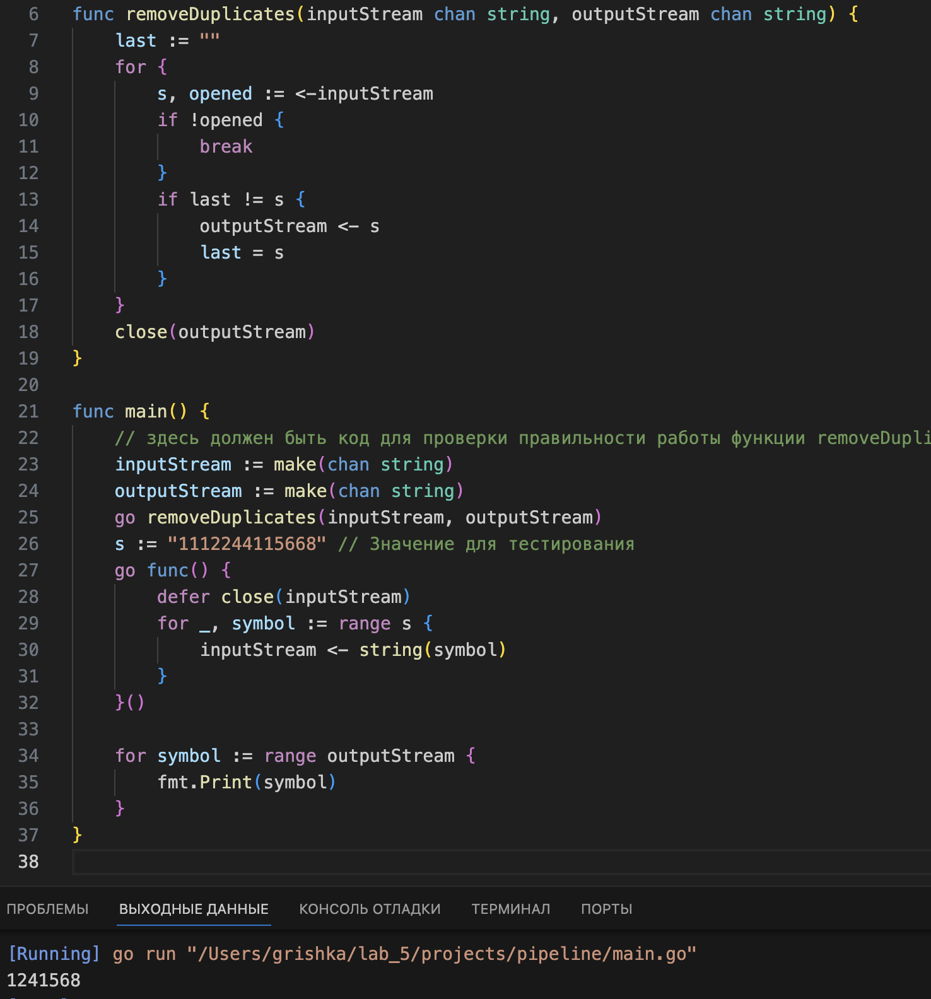 6 func removeDuplicates(inputStream chan string, outputStream chan string) {
7 last := ""
8 for {
9 s, opened := <-inputStream
10 if !opened {
11 break
12 }
13 if last != s {
14 outputStream <- s
15 last = s
16 }
17 }
18 close(outputStream)
19 }
20
21 func main() {
22 // здесь должен быть код для проверки правильности работы функции removeDupli
23 inputStream := make(chan string)
24 outputStream := make(chan string)
25 go removeDuplicates(inputStream, outputStream)
26 s := "1112244115668" // Значение для тестирования
27 go func() {
28 defer close(inputStream)
29 for _, symbol := range s {
30 inputStream <- string(symbol)
31 }
32 }()
33
34 for symbol := range outputStream {
35 fmt.Print(symbol)
36 }
37 }
38
ПРОБЛЕМЫ ВЫХОДНЫЕ ДАННЫЕ КОНСОЛЬ ОТЛАДКИ ТЕРМИНАЛ ПОРТЫ
[Running] go run "/Users/grishka/lab_5/projects/pipeline/main.go"
1241568